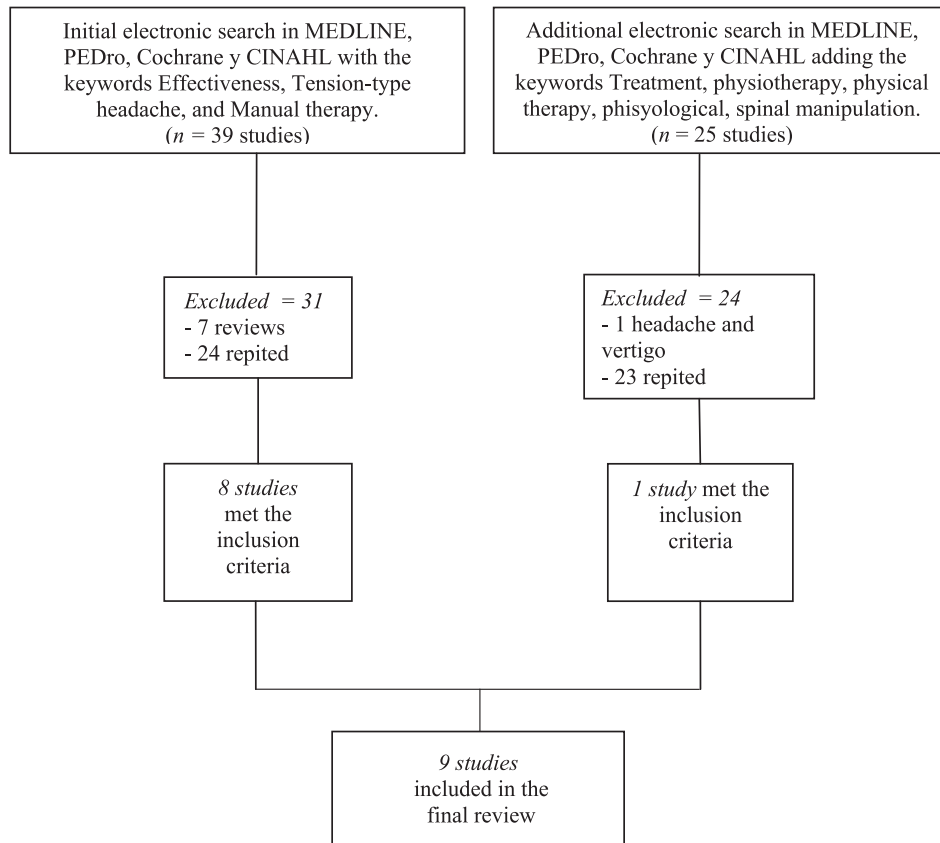 Initial electronic search in MEDLINE,
PEDro, Cochrane y CINAHL with the
keywords Effectiveness, Tension-type
headache, and Manual therapy.
(n = 39 studies)
Additional electronic search in MEDLINE,
PEDro, Cochrane y CINAHL adding the
keywords Treatment, physiotherapy, physical
therapy, phisyological, spinal manipulation.
(n = 25 studies)
Excluded = 31
- 7 reviews
- 24 repited
Excluded = 24
- 1 headache and
vertigo
- 23 repited
8 studies
met the
inclusion
criteria
1 study met the
inclusion
criteria
9 studies
included in the
final review